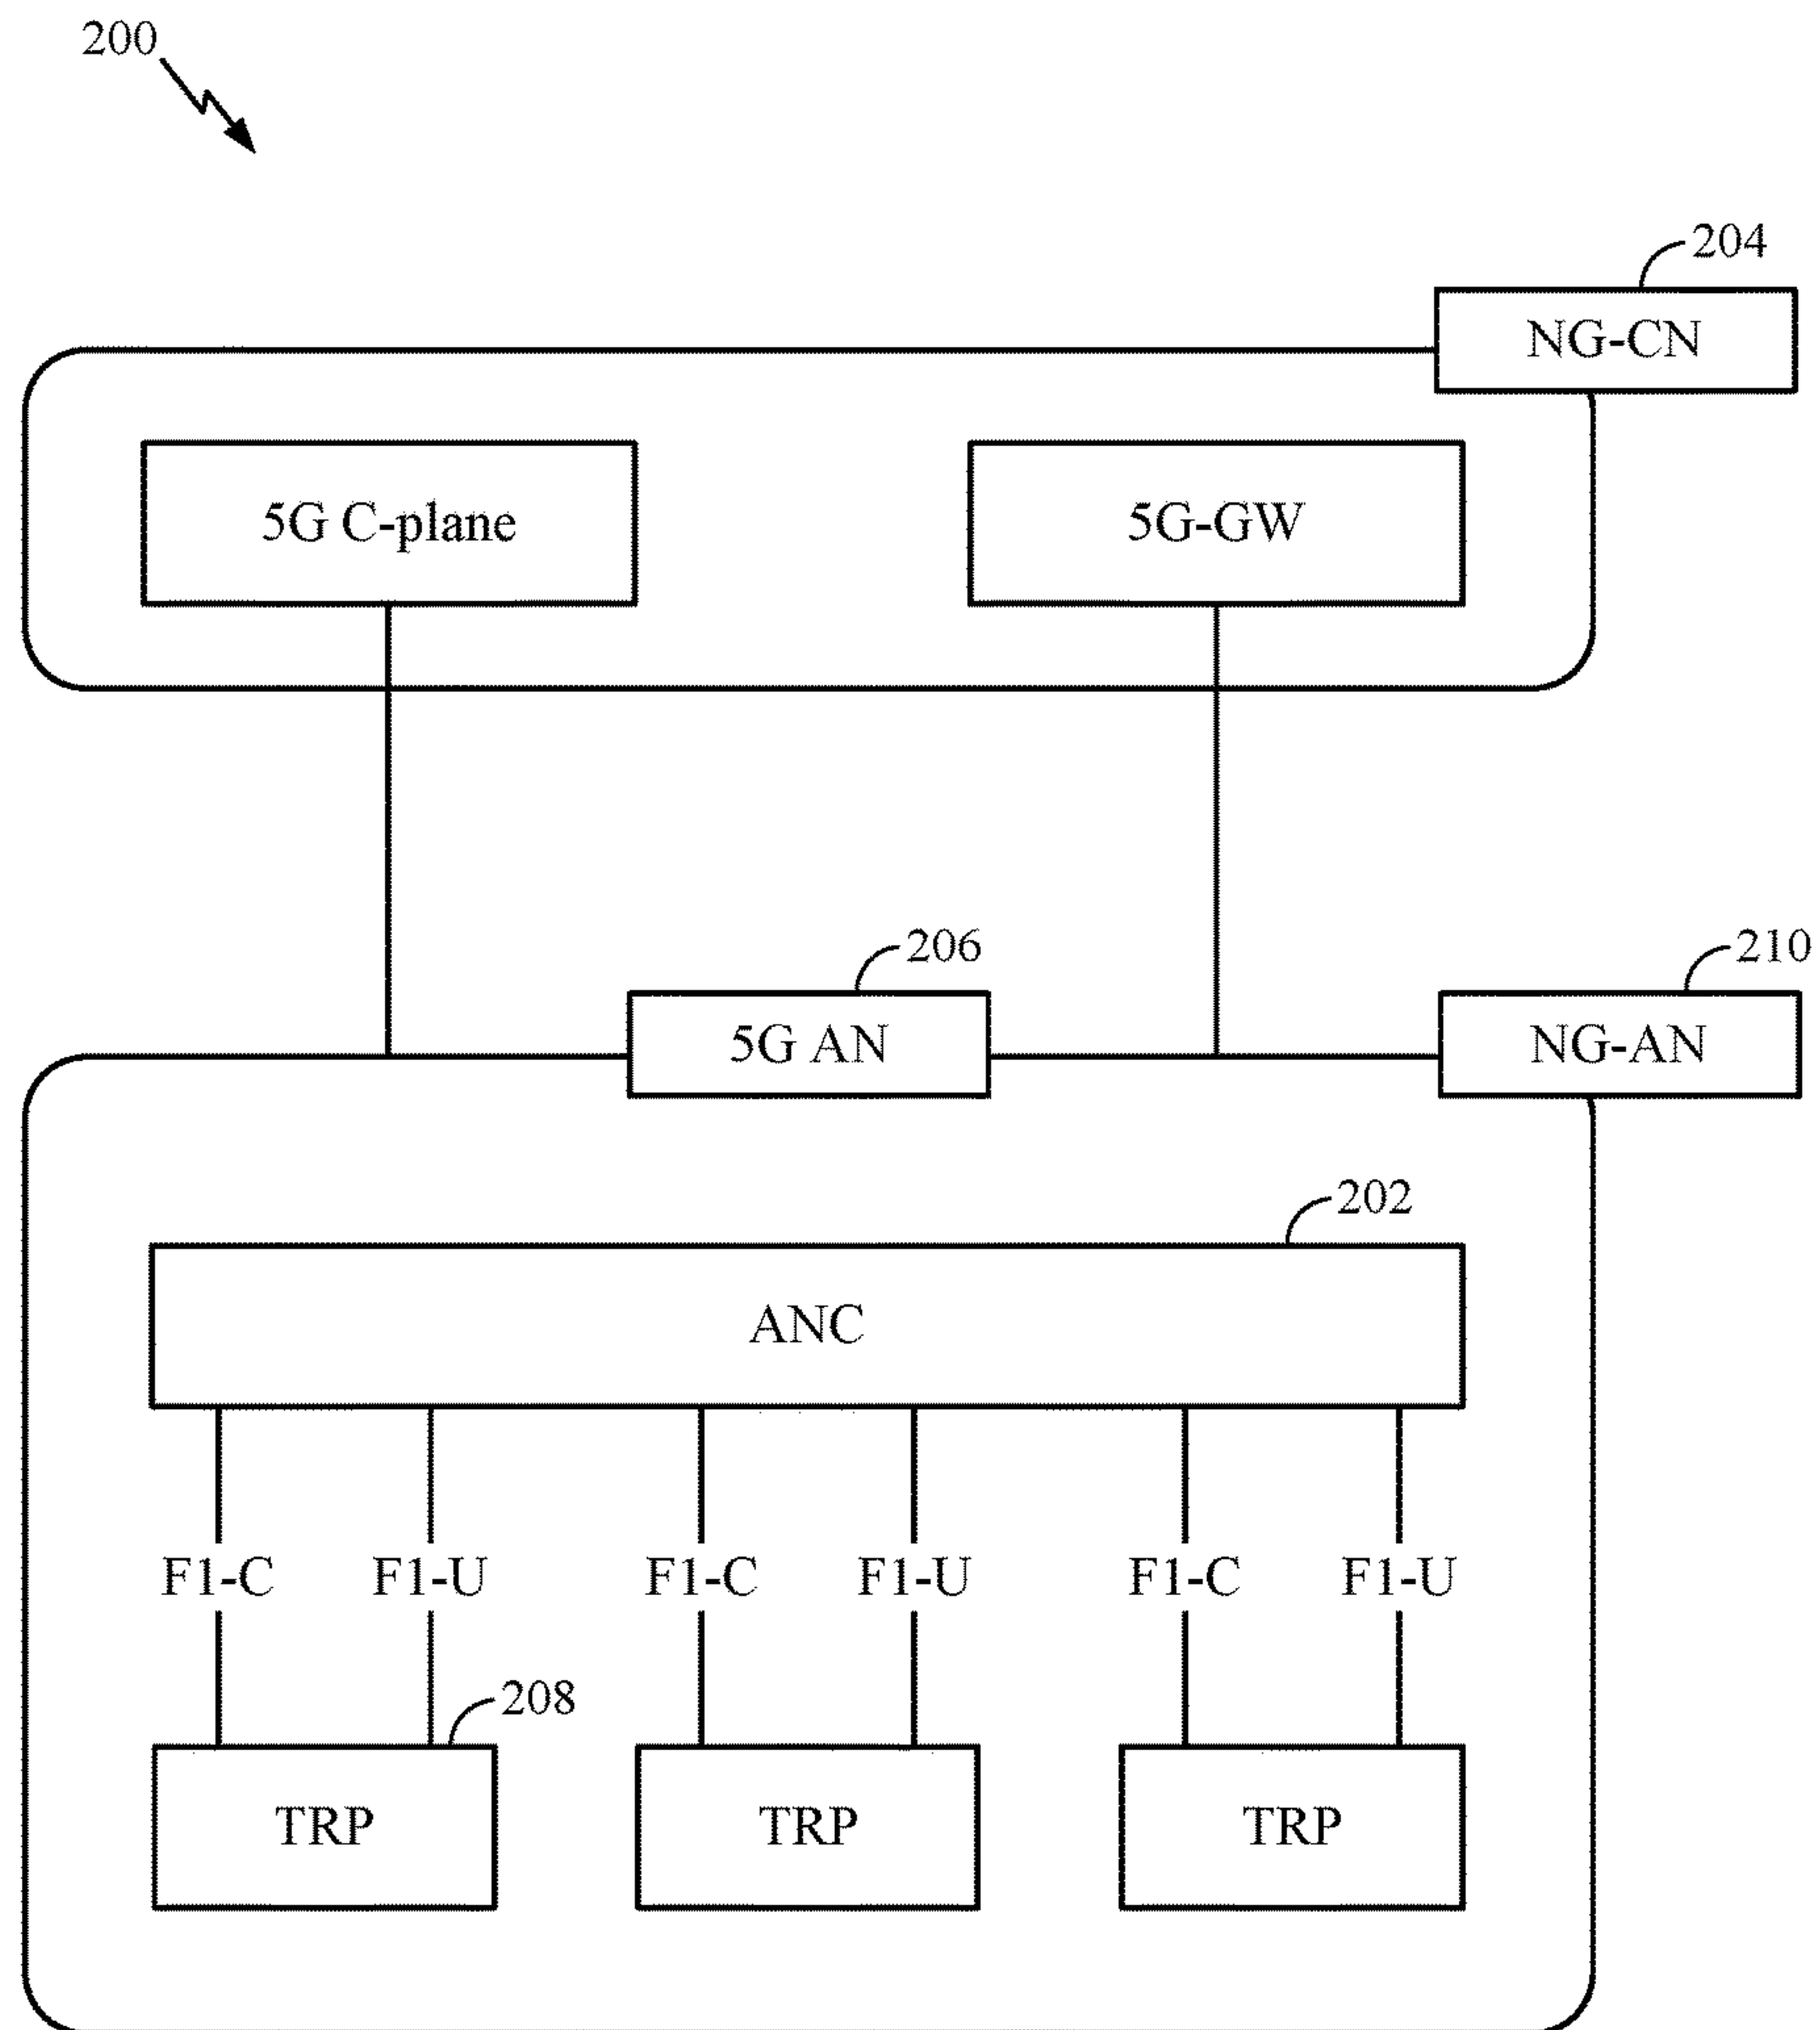 200
204
NG-CN
5G C-plane
5G-GW
206
210
5G AN
NG-AN
202
ANC
F1-C F1-U F1-C F1-U F1-C F1-U
208
TRP TRP TRP